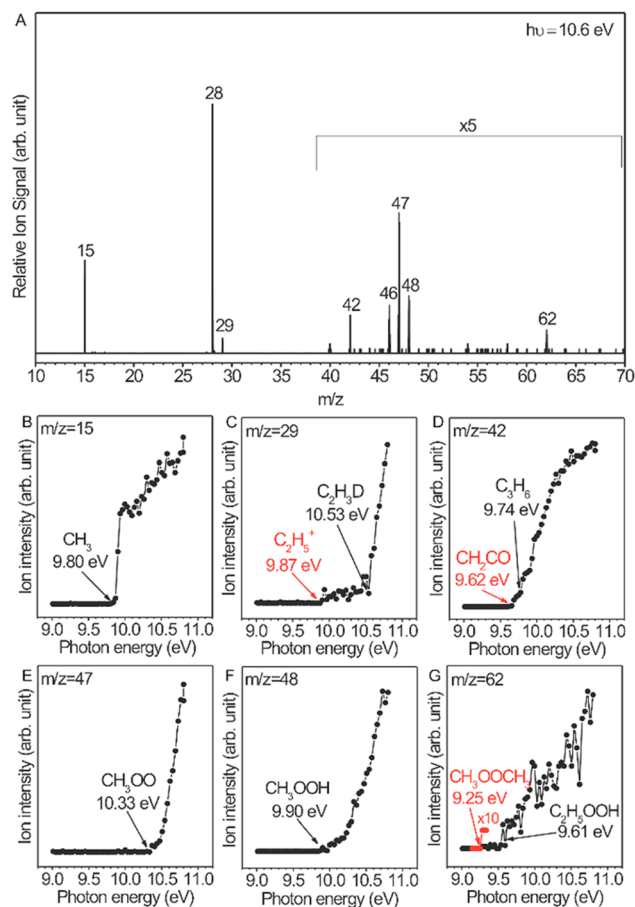 A
hυ = 10.6 eV
Relative Ion Signal (arb. unit)
28
x5
47
15
48
46
42
29
62
10 20 30 40 50 60 70
m/z
B
m/z=15
Ion intensity (arb. unit)
CH3
9.80 eV
9.0 9.5 10.0 10.5 11.0
Photon energy (eV)
C
m/z=29
Ion intensity (arb. unit)
C2H3D
10.53 eV
C2H5+
9.87 eV
9.0 9.5 10.0 10.5 11.0
Photon energy (eV)
D
m/z=42
Ion intensity (arb. unit)
C3H6
9.74 eV
CH2CO
9.62 eV
9.0 9.5 10.0 10.5 11.0
Photon energy (eV)
E
m/z=47
Ion intensity (arb. unit)
CH3OO
10.33 eV
9.0 9.5 10.0 10.5 11.0
Photon energy (eV)
F
m/z=48
Ion intensity (arb. unit)
CH3OOH
9.90 eV
9.0 9.5 10.0 10.5 11.0
Photon energy (eV)
G
m/z=62
Ion intensity (arb. unit)
CH3OOCH3
9.25 eV
x10
C2H5OOH
9.61 eV
9.0 9.5 10.0 10.5 11.0
Photon energy (eV)